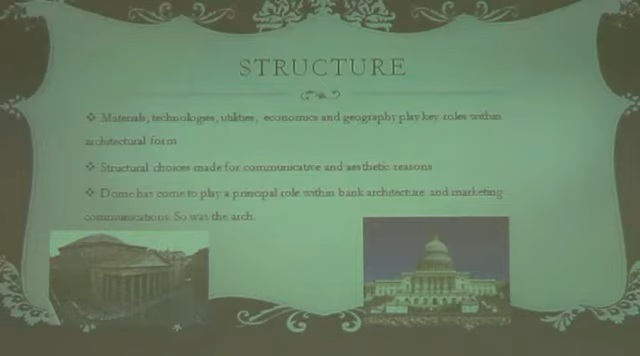 STRUCTURE
❖ Materials, technologies, utilities, economics and geography play key roles within
architectural form
❖ Structural choices made for communicative and aesthetic reasons
❖ Dome has come to play a principal role within bank architecture and marketing
communications. So was the arch.